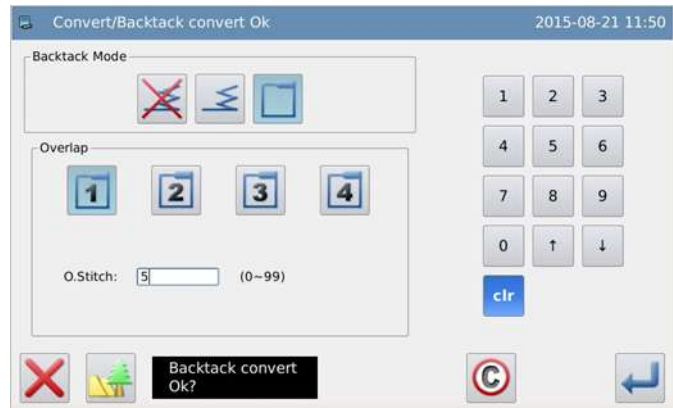 Convert/Backtack convert Ok 2015-08-21 11:50
Backtack Mode
1 2 3
Overlap
4 5 6
1 2 3 4
7 8 9
0 ↑ ↓
O.Stitch: 5 (0~99)
clr
Backtack convert
Ok?
C